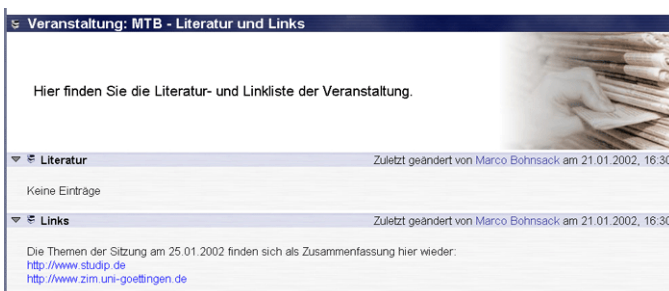 Veranstaltung: MTB - Literatur und Links
Hier finden Sie die Literatur- und Linkliste der Veranstaltung.
Literatur Zuletzt geändert von Marco Bohnsack am 21.01.2002, 16:30
Keine Einträge
Links Zuletzt geändert von Marco Bohnsack am 21.01.2002, 16:30
Die Themen der Sitzung am 25.01.2002 finden sich als Zusammenfassung hier wieder:
http://www.studip.de
http://www.zim.uni-goettingen.de